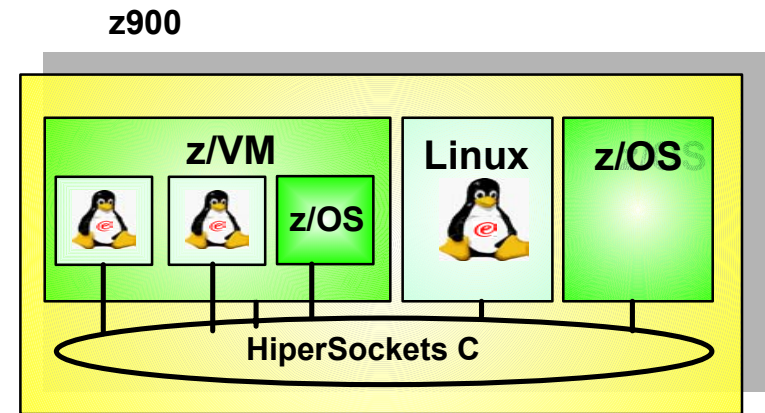 z900
z/VM
Linux
z/OS
z/OS
HiperSockets C